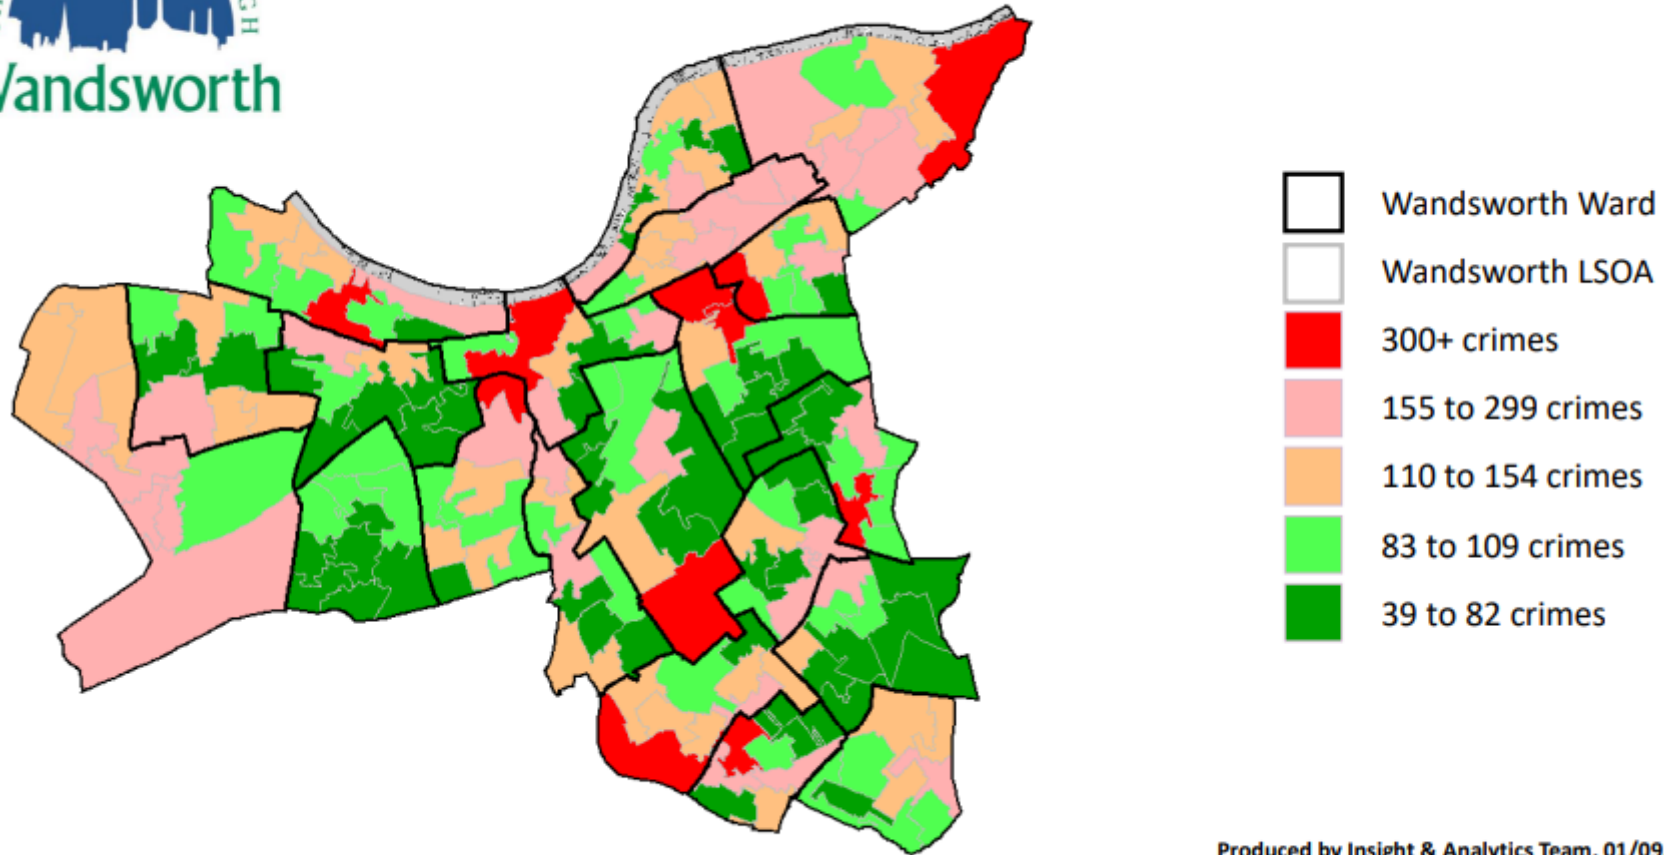 GH
Wandsworth
Wandsworth Ward
Wandsworth LSOA
300+ crimes
155 to 299 crimes
110 to 154 crimes
83 to 109 crimes
39 to 82 crimes
Produced by Insight & Analytics Team, 01/09